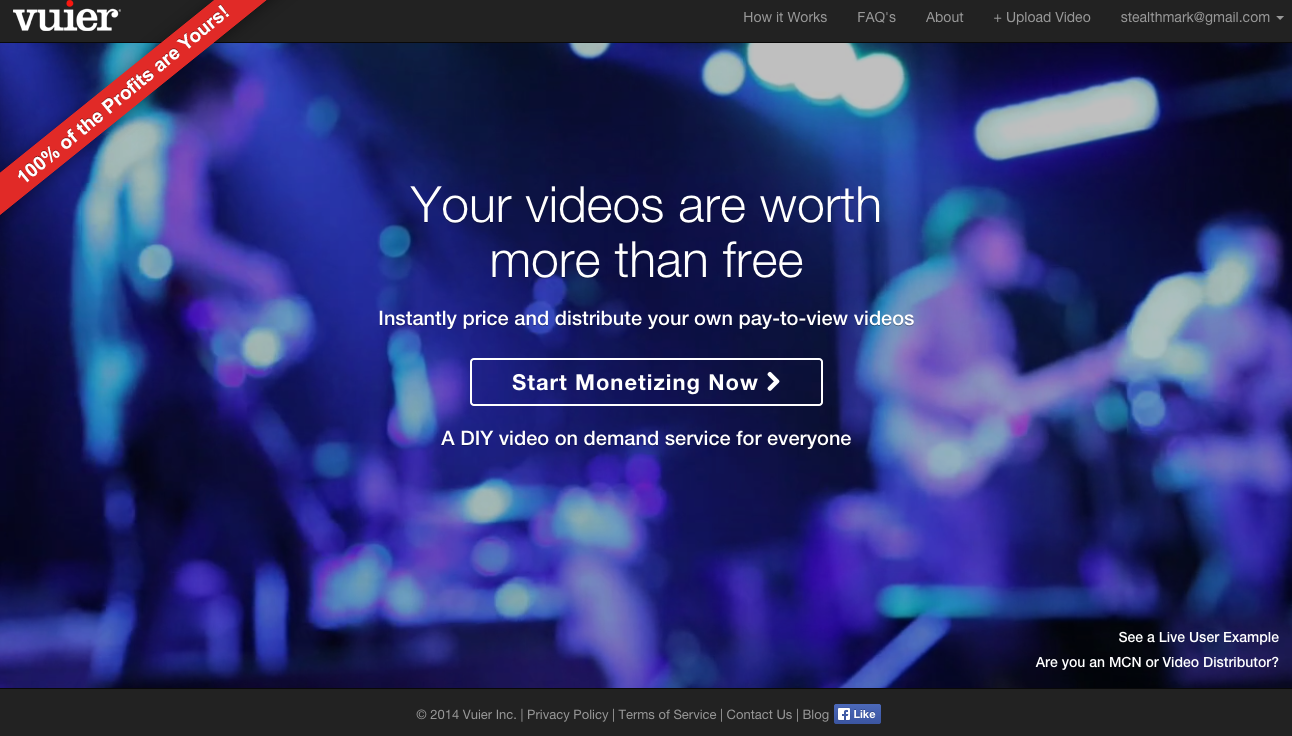 vuier
How it Works
FAQ's
About
+ Upload Video
stealthmark@gmail.com
100% of the Profits are Yours!
Your videos are worth
more than free
Instantly price and distribute your own pay-to-view videos
Start Monetizing Now
A DIY video on demand service for everyone
See a Live User Example
Are you an MCN or Video Distributor?
© 2014 Vuier Inc. | Privacy Policy | Terms of Service | Contact Us | Blog Like